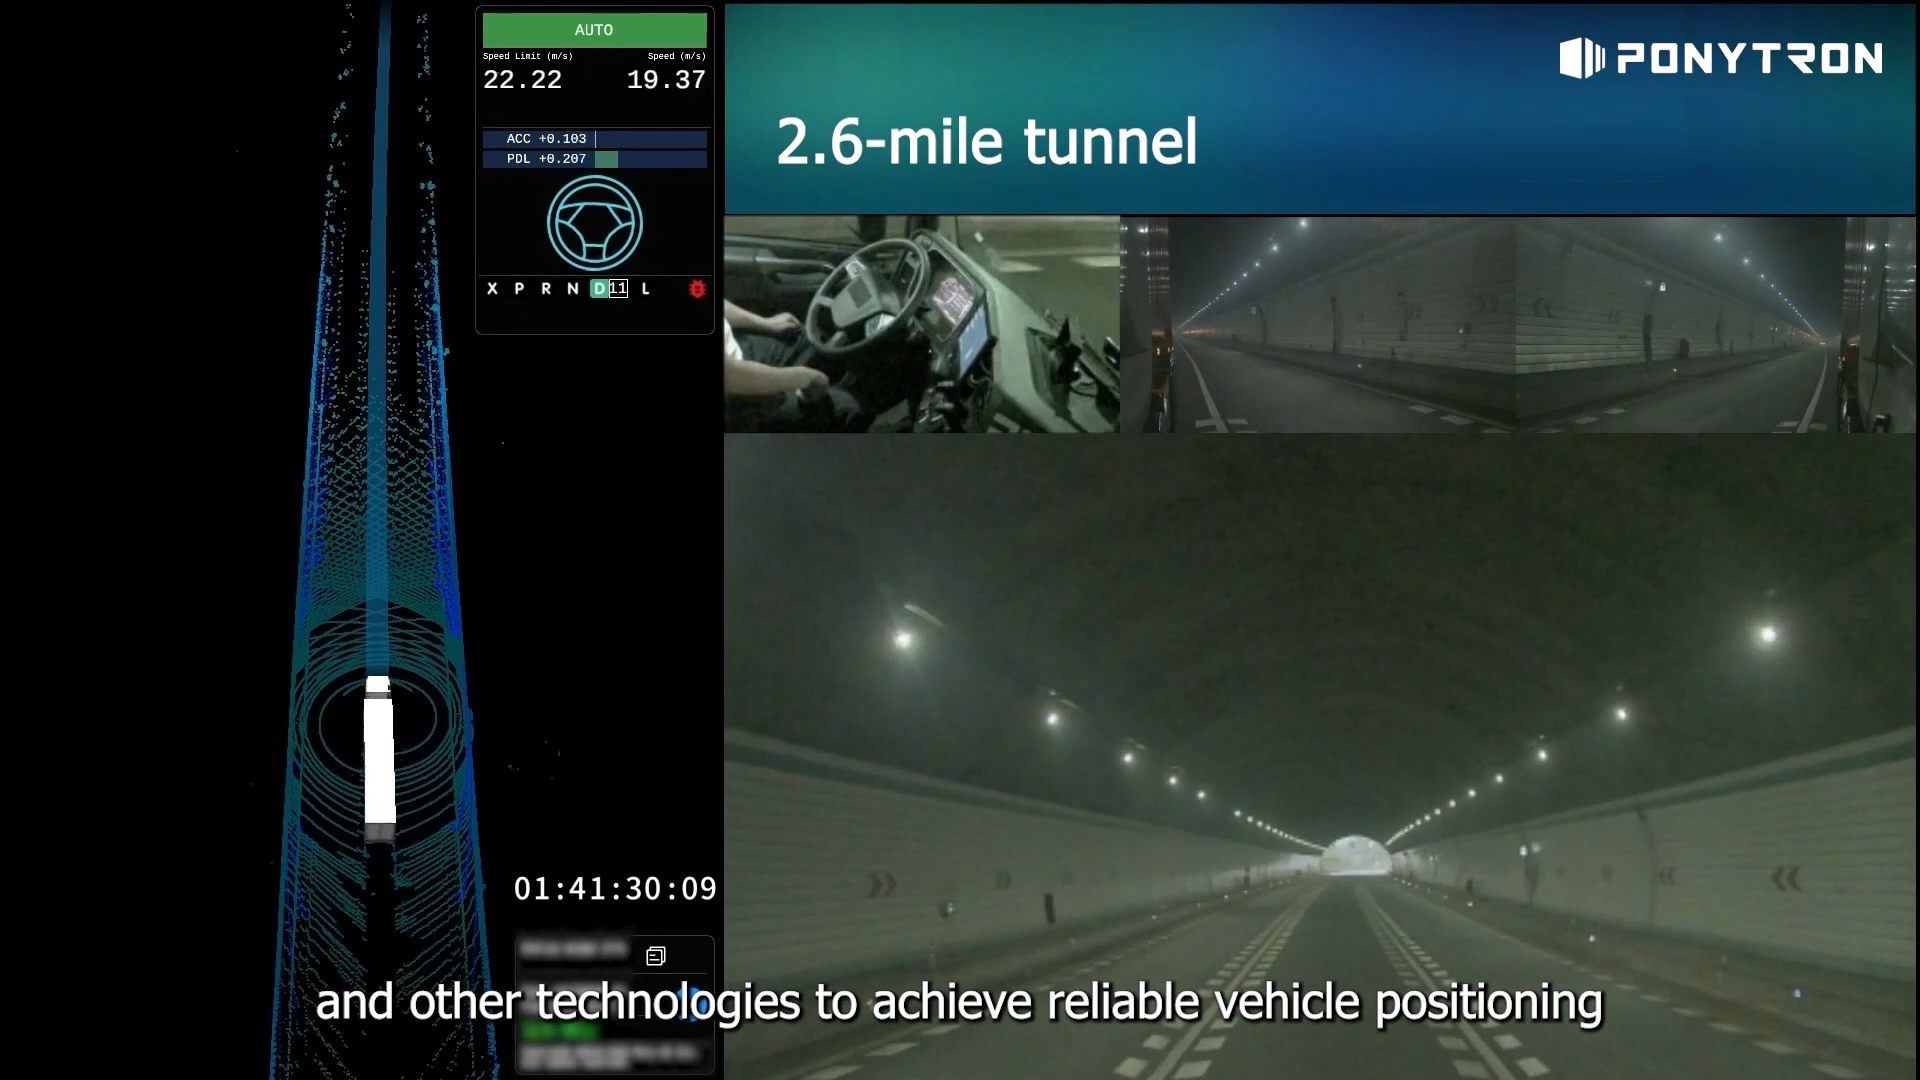 AUTO
Speed Limit (m/s) Speed (m/s)
22.22 19.37
ACC +0.103
PDL +0.207
X P R N D 11 L
PONYTRON
2.6-mile tunnel
01:41:30:09
and other technologies to achieve reliable vehicle positioning